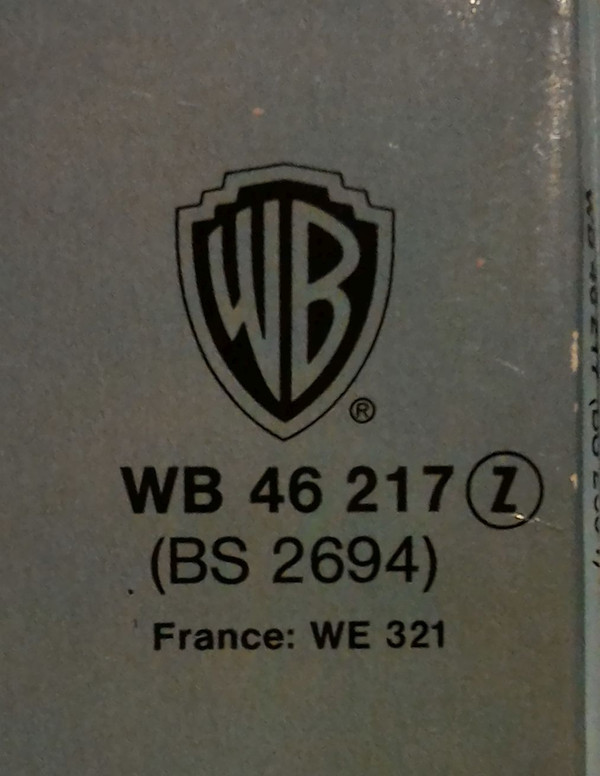 WB
®
WB 46 217 Z
(BS 2694)
France: WE 321